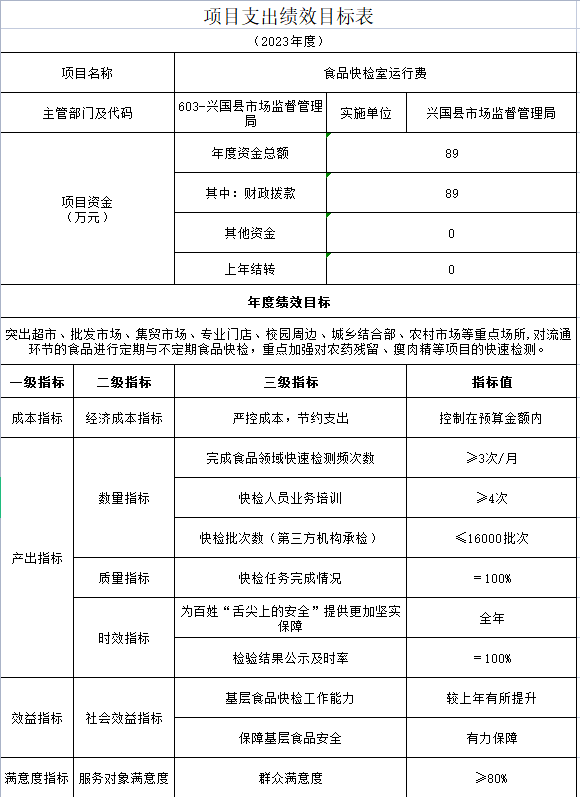 项目支出绩效目标表
（2023年度）
项目名称
食品快检室运行费
主管部门及代码
603-兴国县市场监督管理
局
实施单位
兴国县市场监督管理局
项目资金
（万元）
年度资金总额
89
其中：财政拨款
89
其他资金
0
上年结转
0
年度绩效目标
突出超市、批发市场、集贸市场、专业门店、校园周边、城乡结合部、农村市场等重点场所,对流通
环节的食品进行定期与不定期食品快检，重点加强对农药残留、瘦肉精等项目的快速检测。
一级指标
二级指标
三级指标
指标值
成本指标
经济成本指标
严控成本，节约支出
控制在预算金额内
产出指标
数量指标
完成食品领域快速检测频次数
≥3次/月
快检人员业务培训
≥4次
快检批次数（第三方机构承检）
≤16000批次
质量指标
快检任务完成情况
＝100%
时效指标
为百姓“舌尖上的安全”提供更加坚实
保障
全年
检验结果公示及时率
＝100%
效益指标
社会效益指标
基层食品快检工作能力
较上年有所提升
保障基层食品安全
有力保障
满意度指标
服务对象满意度
群众满意度
≥80%